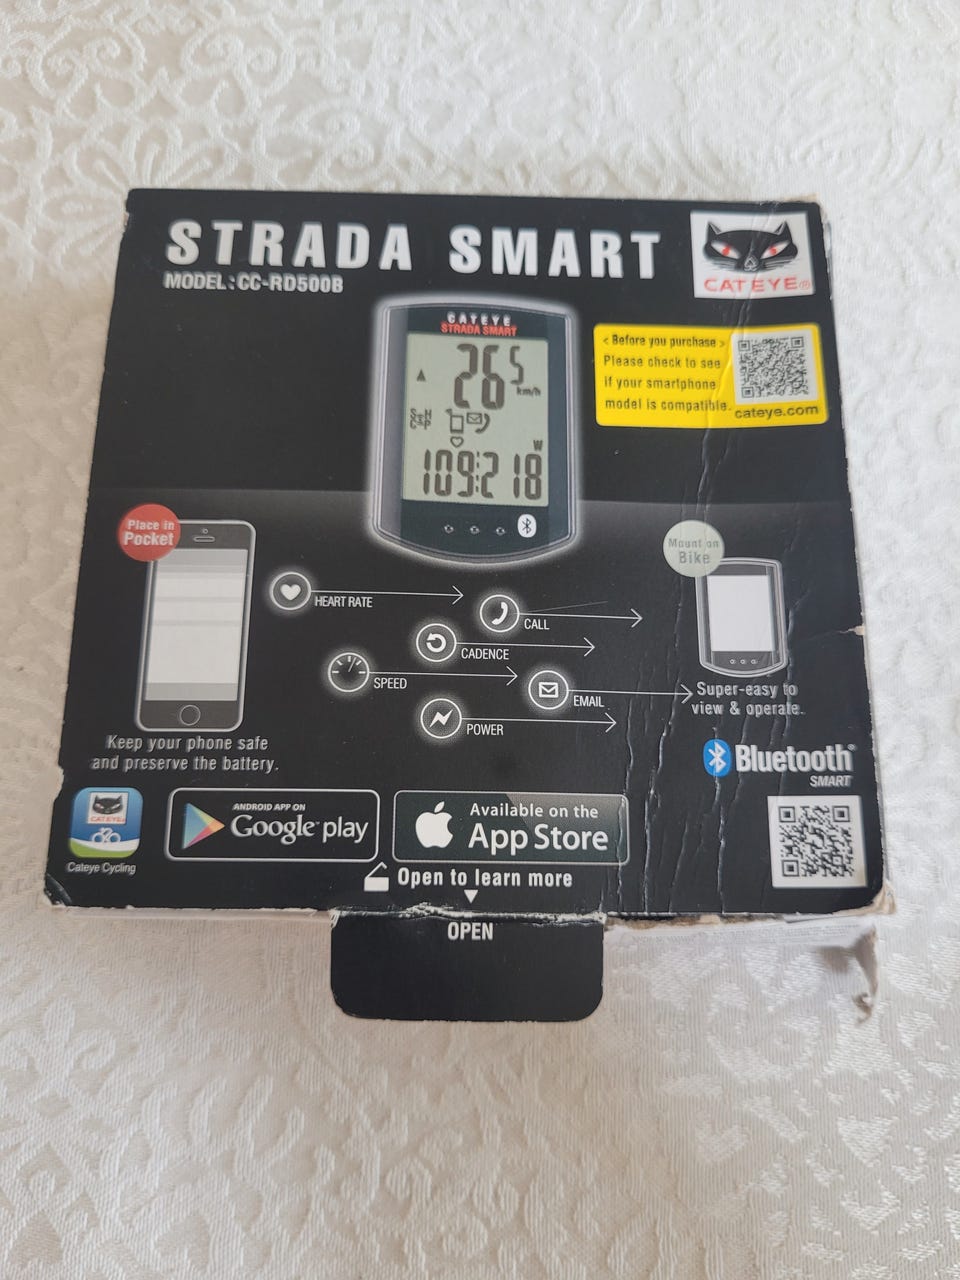 STRADA SMART
MODEL:CC-RD500B
CATEYE®
< Before you purchase >
Please check to see
if your smartphone
model is compatible.
cateye.com
CATEYE
STRADA SMART
26 5
km/h
W
109:2 18
Place in
Pocket
Mount on
Bike
HEART RATE
CALL
CADENCE
SPEED
EMAIL
POWER
Keep your phone safe
and preserve the battery.
Super-easy to
view & operate.
Bluetooth®
SMART
CATEYE
Cateye Cycling
ANDROID APP ON
Google play
Available on the
App Store
Open to learn more
OPEN